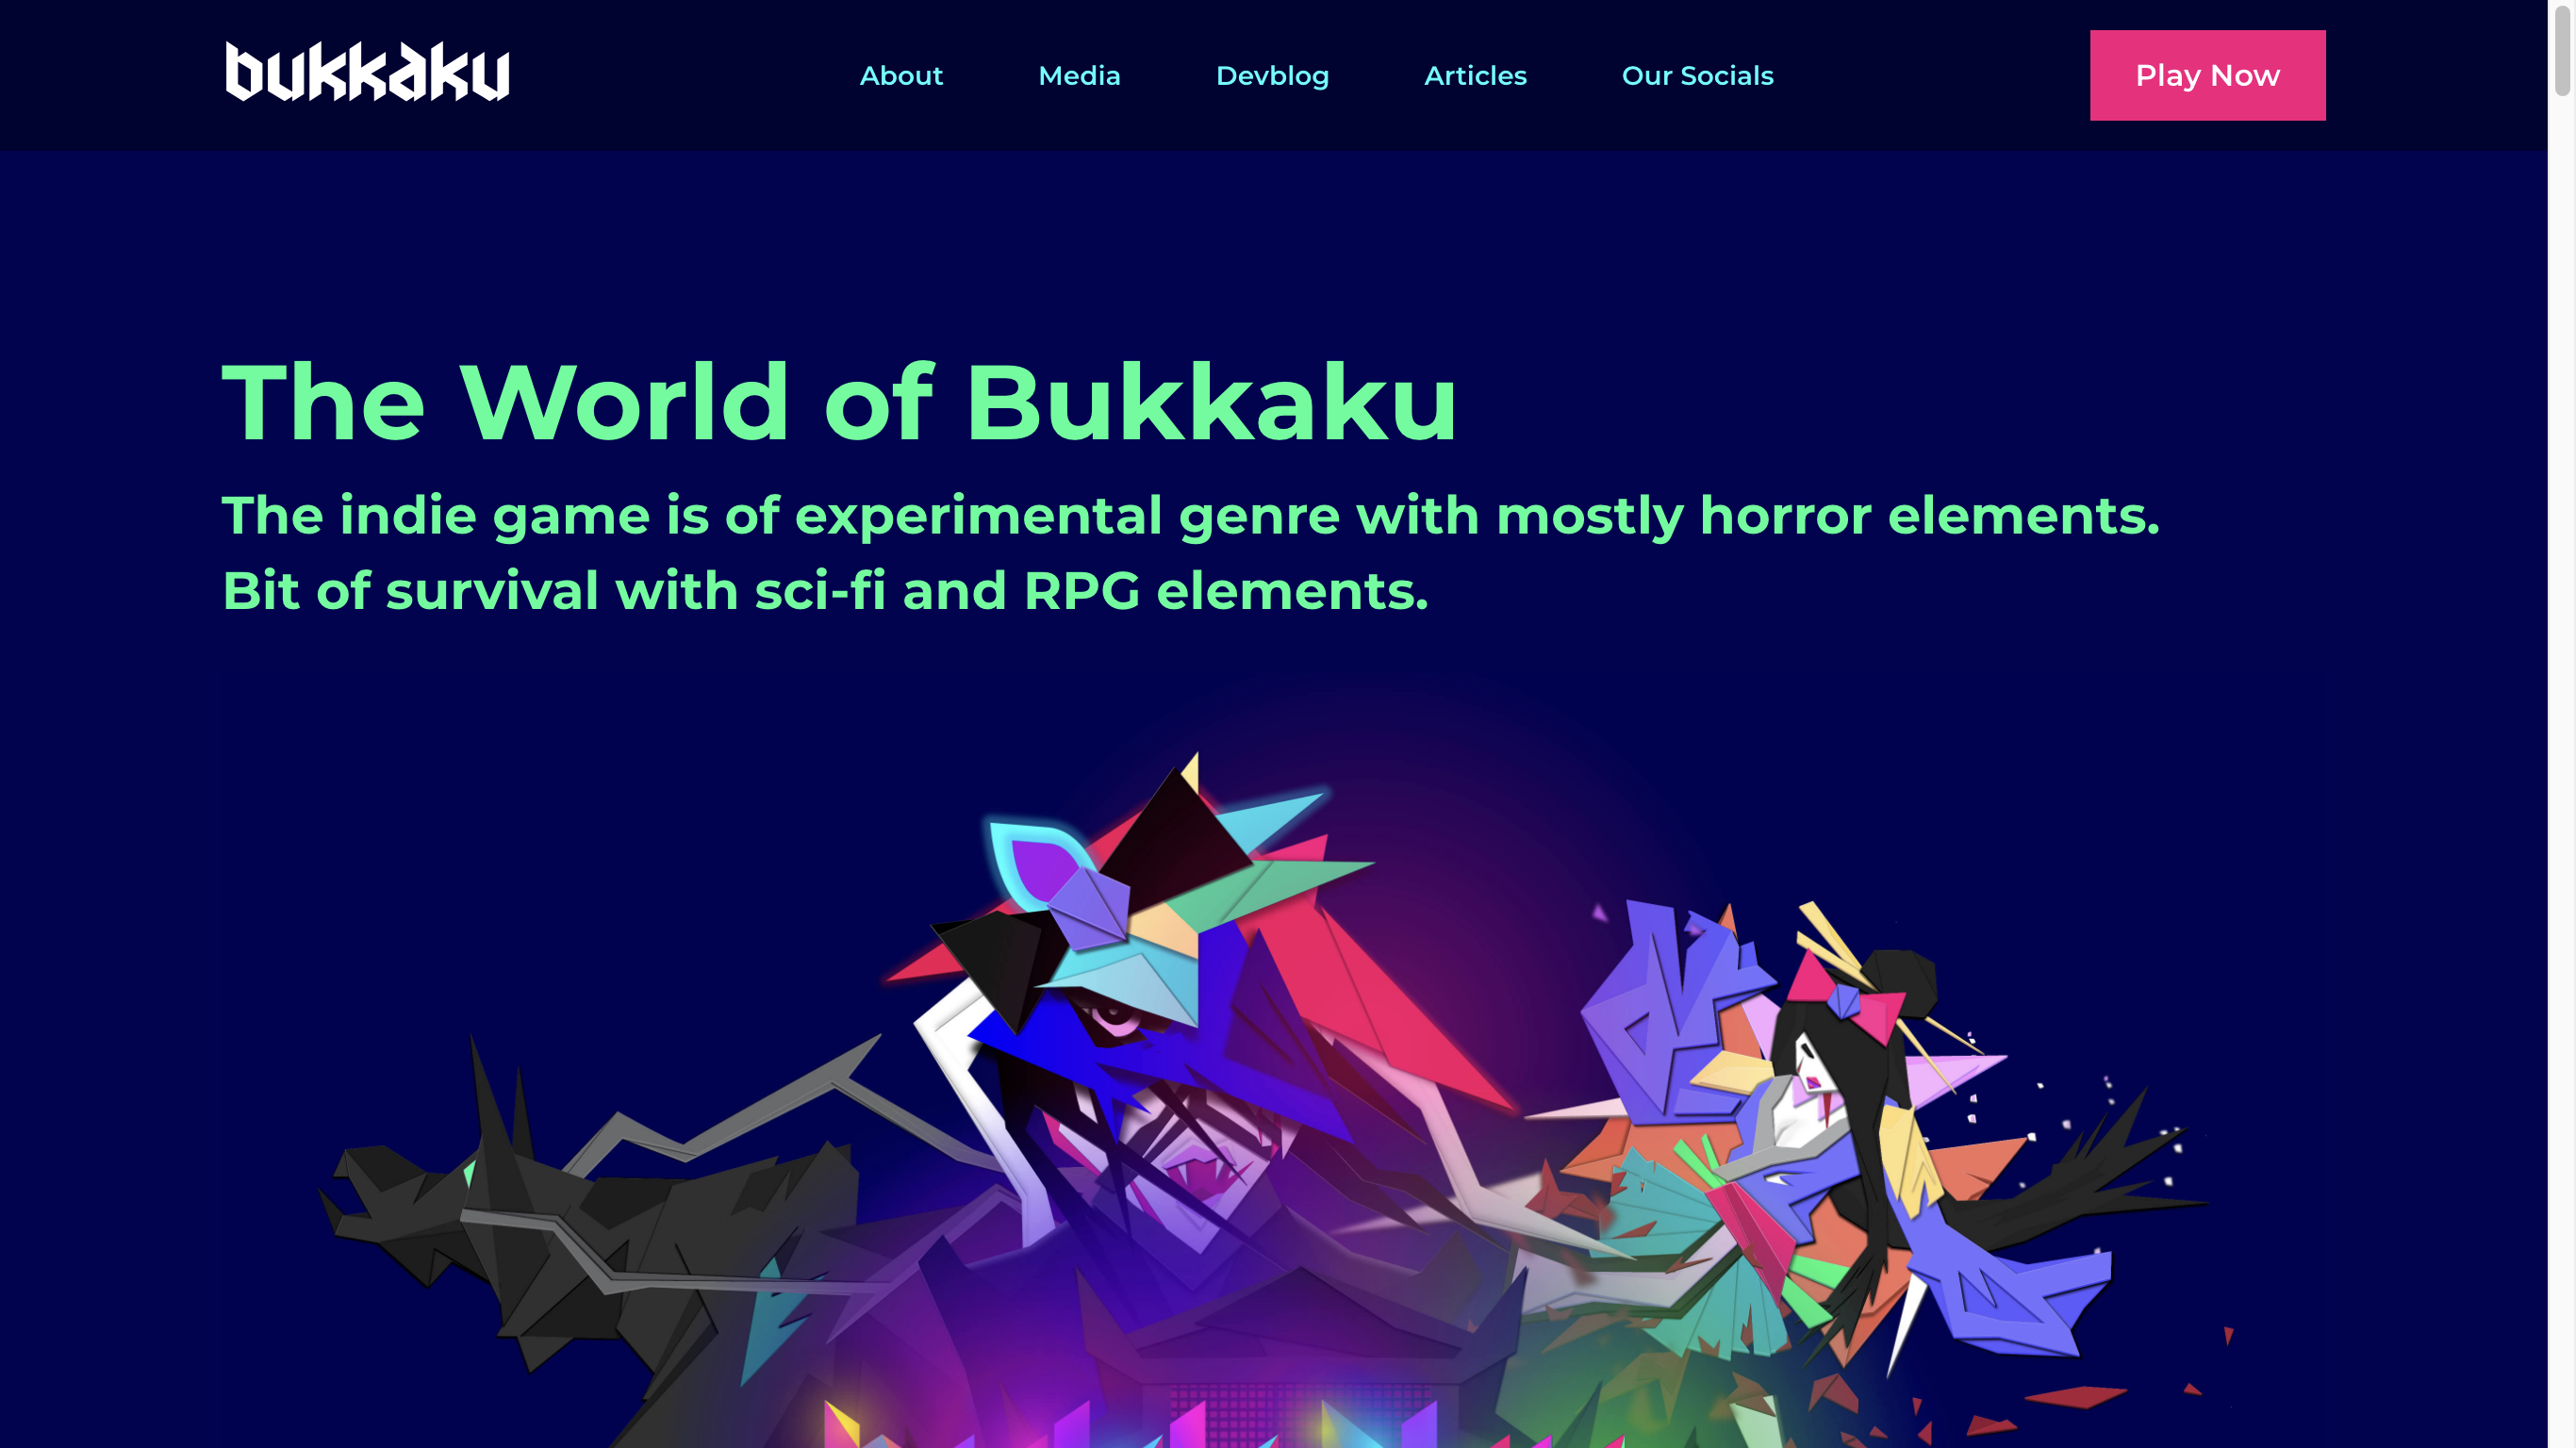 bukkaku
About
Media
Devblog
Articles
Our Socials
Play Now
The World of Bukkaku
The indie game is of experimental genre with mostly horror elements.
Bit of survival with sci-fi and RPG elements.